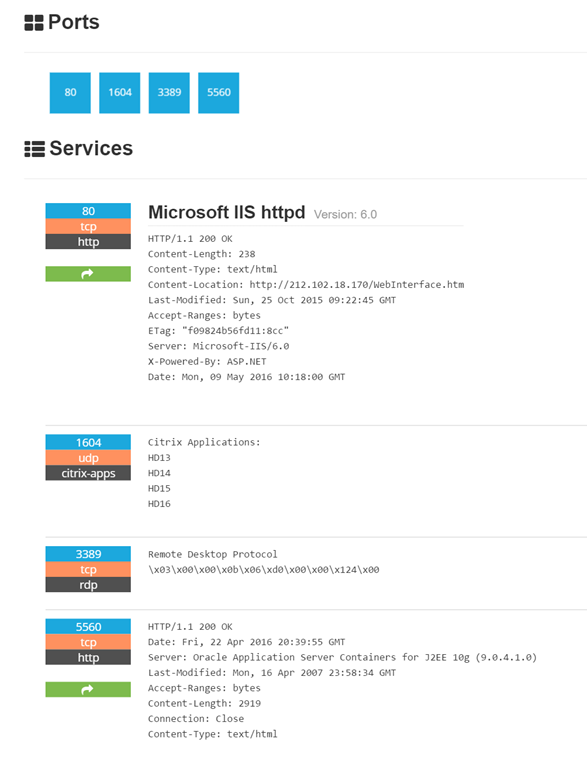 Ports
80 1604 3389 5560
Services
80
tcp
http
Microsoft IIS httpd Version: 6.0
HTTP/1.1 200 OK
Content-Length: 238
Content-Type: text/html
Content-Location: http://212.102.18.170/WebInterface.htm
Last-Modified: Sun, 25 Oct 2015 09:22:45 GMT
Accept-Ranges: bytes
ETag: "f09824b56fd11:8cc"
Server: Microsoft-IIS/6.0
X-Powered-By: ASP.NET
Date: Mon, 09 May 2016 10:18:00 GMT
1604
udp
citrix-apps
Citrix Applications:
HD13
HD14
HD15
HD16
3389
tcp
rdp
Remote Desktop Protocol
\x03\x00\x00\x0b\x06\xd0\x00\x00\x124\x00
5560
tcp
http
HTTP/1.1 200 OK
Date: Fri, 22 Apr 2016 20:39:55 GMT
Server: Oracle Application Server Containers for J2EE 10g (9.0.4.1.0)
Last-Modified: Mon, 16 Apr 2007 23:58:34 GMT
Accept-Ranges: bytes
Content-Length: 2919
Connection: Close
Content-Type: text/html